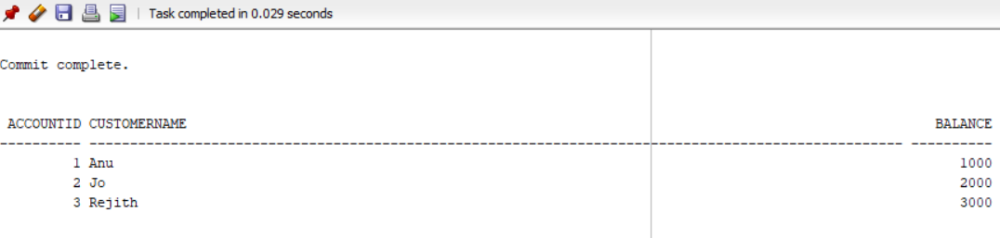 Task completed in 0.029 seconds
Commit complete.
ACCOUNTID CUSTOMERNAME BALANCE
---------- ---------------------------------------------------------------------------------------------------- ----------
1 Anu 1000
2 Jo 2000
3 Rejith 3000